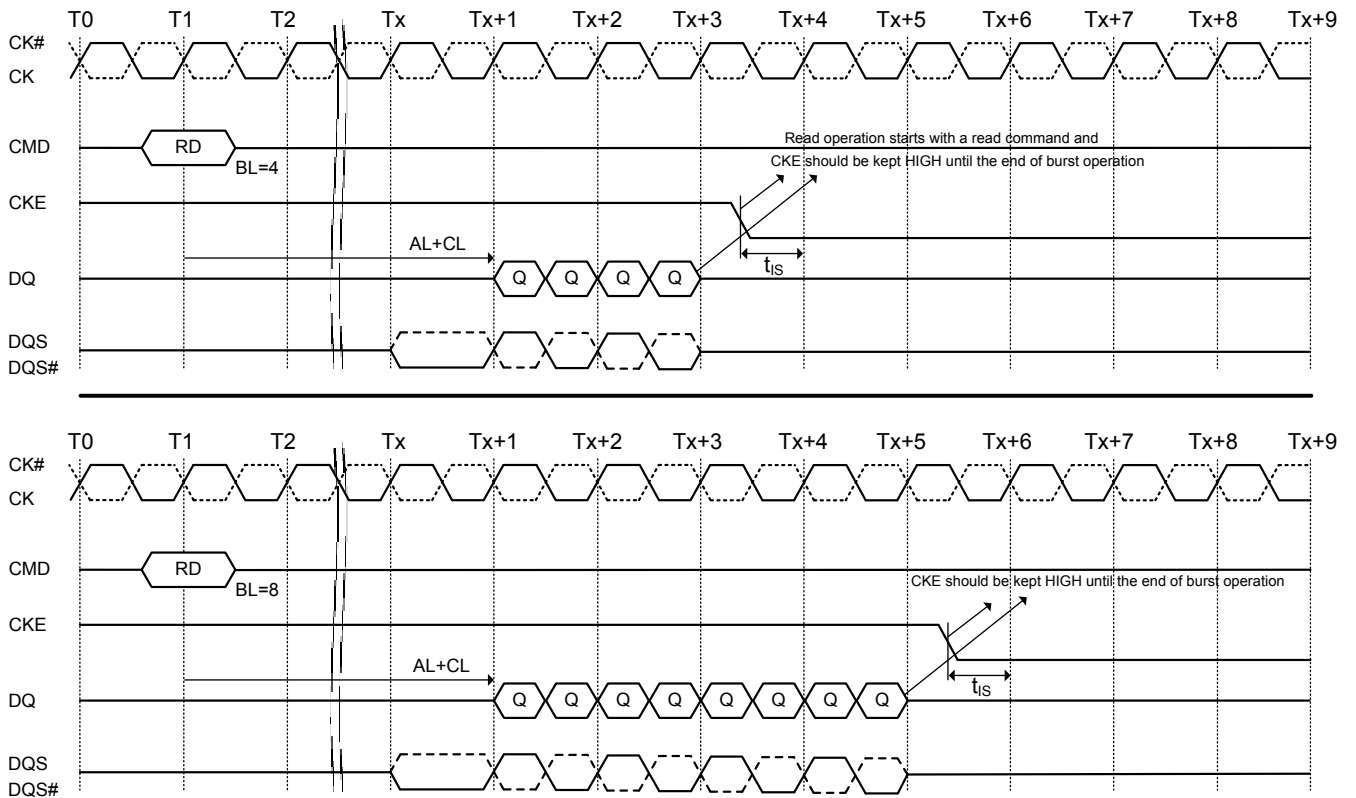 T0 T1 T2 Tx Tx+1 Tx+2 Tx+3 Tx+4 Tx+5 Tx+6 Tx+7 Tx+8 Tx+9
CK#
CK
CMD RD
BL=4
Read operation starts with a read command and
CKE should be kept HIGH until the end of burst operation
CKE
AL+CL
tIS
DQ Q Q Q Q
DQS
DQS#
T0 T1 T2 Tx Tx+1 Tx+2 Tx+3 Tx+4 Tx+5 Tx+6 Tx+7 Tx+8 Tx+9
CK#
CK
CMD RD
BL=8
CKE should be kept HIGH until the end of burst operation
CKE
AL+CL
tIS
DQ Q Q Q Q Q Q Q Q
DQS
DQS#